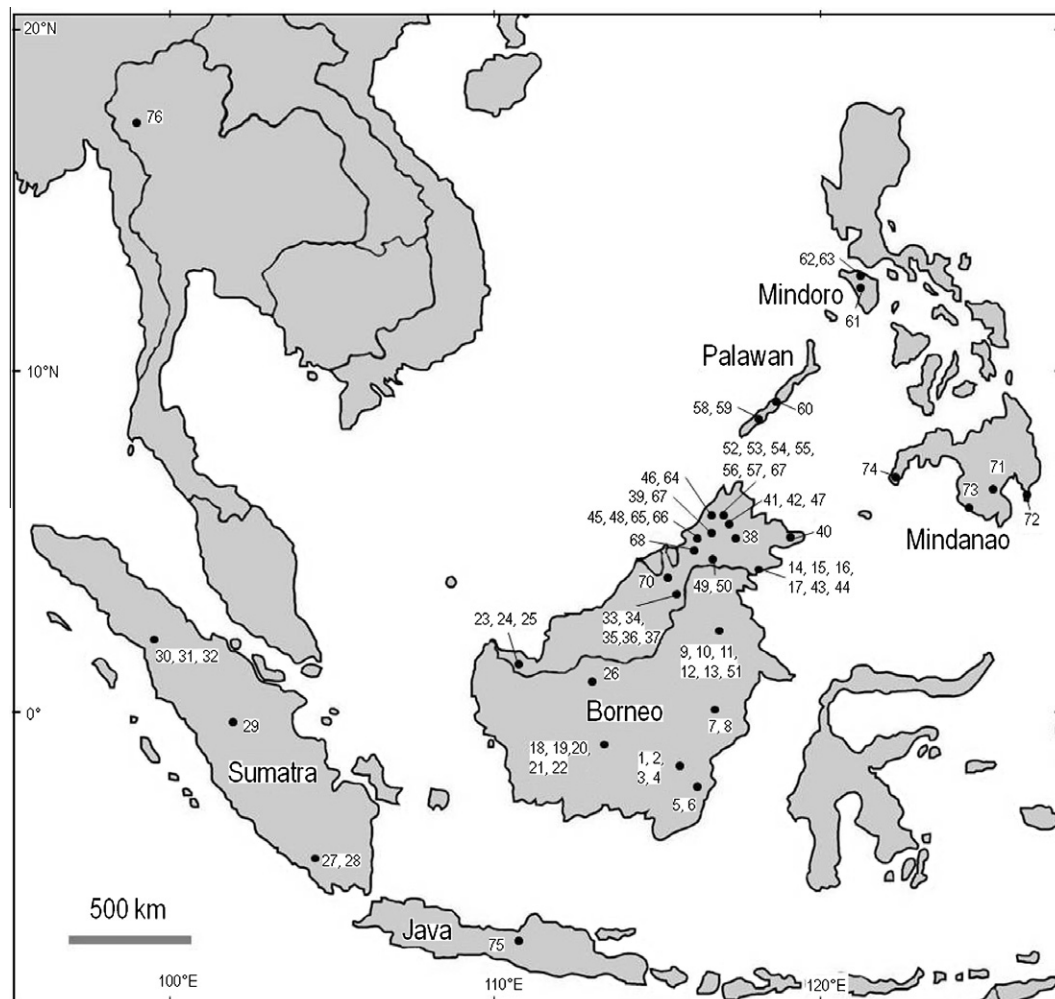 20°N
76
62,63
Mindoro
61
Palawan
10°N
58, 59
60
52, 53, 54, 55,
56, 57, 67
46, 64
39, 67
41, 42, 47
45, 48, 65, 66
38
40
68
74
71
73
72
Mindanao
70
49, 50
14, 15, 16,
17, 43, 44
23, 24, 25
33, 34,
35,36, 37
30, 31, 32
9, 10, 11,
12, 13, 51
26
0°
29
Borneo
7, 8
Sumatra
18, 19,20,
21, 22
1, 2,
3, 4
5, 6
27, 28
500 km
Java
75
100°E
110°E
120°E